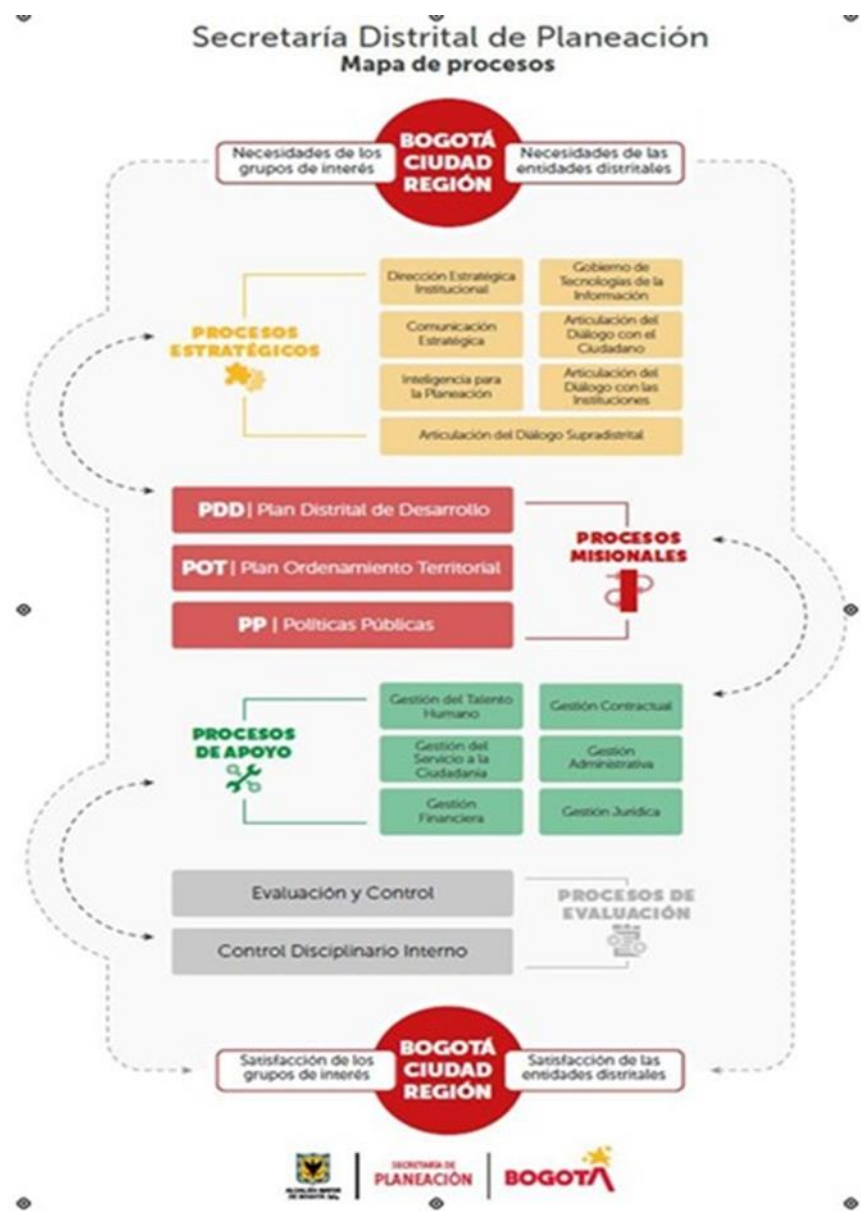 Secretaría Distrital de Planeación
Mapa de procesos
BOGOTÁ
CIUDAD
REGIÓN
Necesidades de los
grupos de interés
Necesidades de las
entidades distritales
PROCESOS
ESTRATÉGICOS
Dirección Estratégica
Institucional
Gobierno de
Tecnologías de la
Información
Comunicación
Estratégica
Articulación del
Diálogo con el
Ciudadano
Inteligencia para
la Planeación
Articulación del
Diálogo con las
Instituciones
Articulación del Diálogo Supradistrital
PDD | Plan Distrital de Desarrollo
POT | Plan Ordenamiento Territorial
PP | Políticas Públicas
PROCESOS
MISIONALES
PROCESOS
DE APOYO
Gestión del Talento
Humano
Gestión Contractual
Gestión del
Servicio a la
Ciudadanía
Gestión
Administrativa
Gestión
Financiera
Gestión Jurídica
Evaluación y Control
Control Disciplinario Interno
PROCESOS DE
EVALUACIÓN
BOGOTÁ
CIUDAD
REGIÓN
Satisfacción de los
grupos de interés
Satisfacción de las
entidades distritales
ALCALDÍA MAYOR
DE BOGOTÁ D.C.
SECRETARÍA DE
PLANEACIÓN
BOGOTÁ